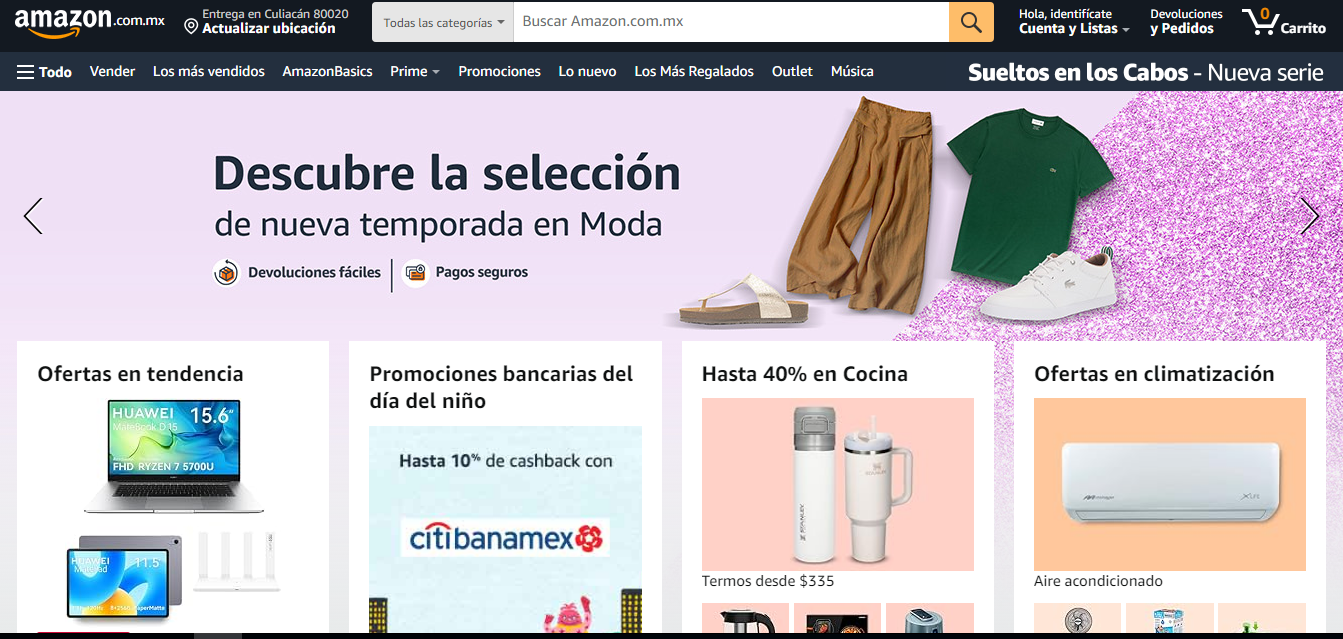 amazon.com.mx
Entrega en Culiacán 80020
Actualizar ubicación
Todas las categorías
Buscar Amazon.com.mx
Hola, identifícate
Cuenta y Listas
Devoluciones
y Pedidos
0
Carrito
Todo
Vender
Los más vendidos
AmazonBasics
Prime
Promociones
Lo nuevo
Los Más Regalados
Outlet
Música
Sueltos en los Cabos - Nueva serie
Descubre la selección
de nueva temporada en Moda
Devoluciones fáciles
Pagos seguros
Ofertas en tendencia
HUAWEI 15.6"
MateBook D 15
FHD RYZEN 7 5700U
HUAWEI 11.5"
MatePad
Promociones bancarias del
día del niño
Hasta 10% de cashback con
citibanamex
Hasta 40% en Cocina
STANLEY
STANLEY
Termos desde $335
Ofertas en climatización
Aire acondicionado